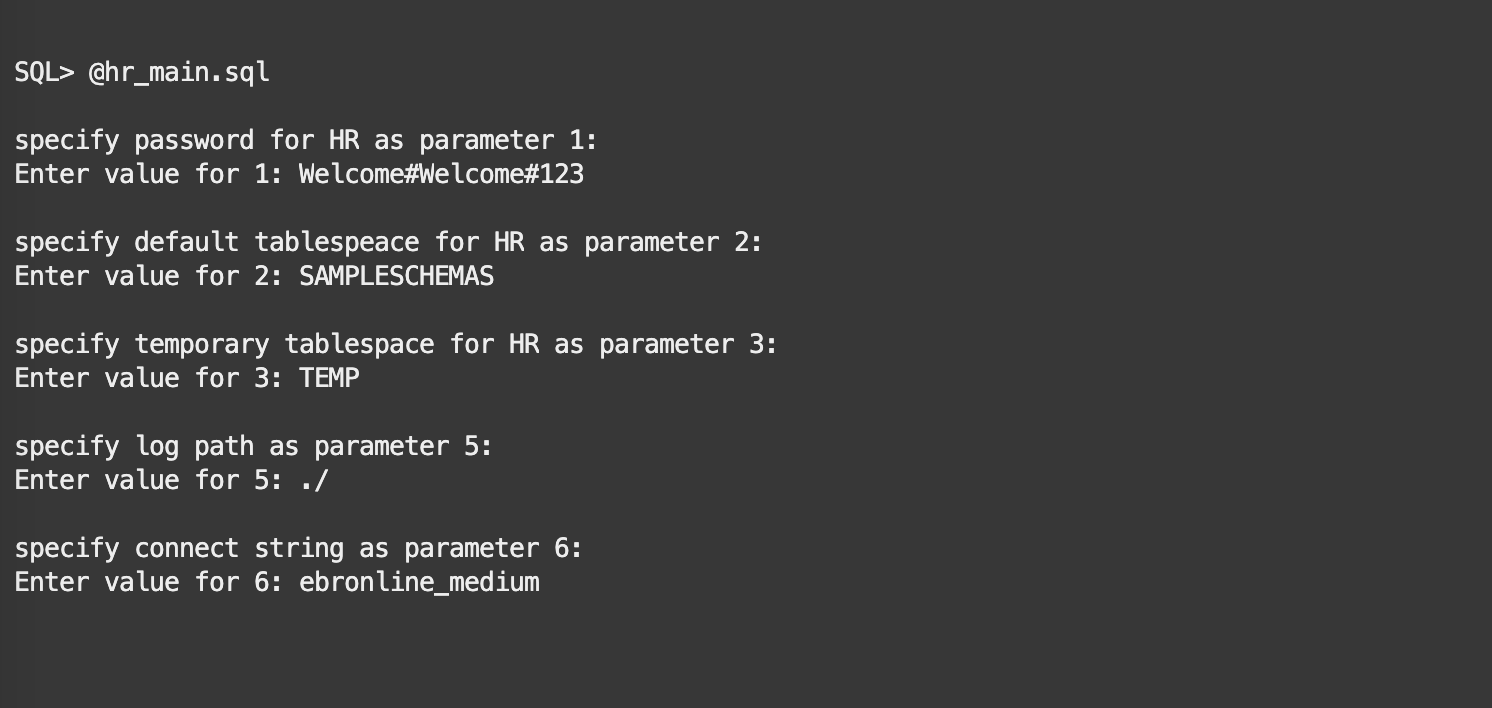 SQL> @hr_main.sql
specify password for HR as parameter 1:
Enter value for 1: Welcome#Welcome#123
specify default tablespeace for HR as parameter 2:
Enter value for 2: SAMPLESCHEMAS
specify temporary tablespace for HR as parameter 3:
Enter value for 3: TEMP
specify log path as parameter 5:
Enter value for 5: ./
specify connect string as parameter 6:
Enter value for 6: ebronline_medium